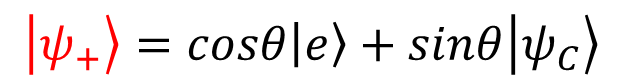 |ψ₊⟩ = cosθ|e⟩ + sinθ|ψ_C⟩